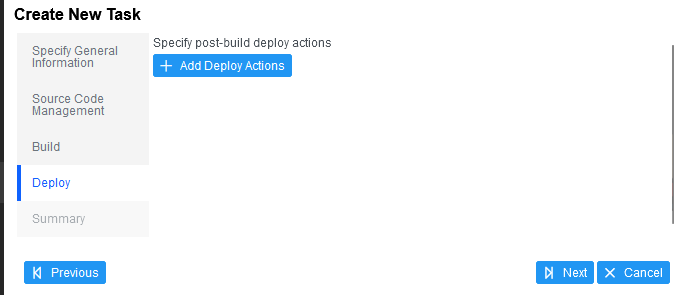 Create New Task
Specify General
Information
Source Code
Management
Build
Deploy
Summary
Specify post-build deploy actions
Add Deploy Actions
Previous
Next
Cancel